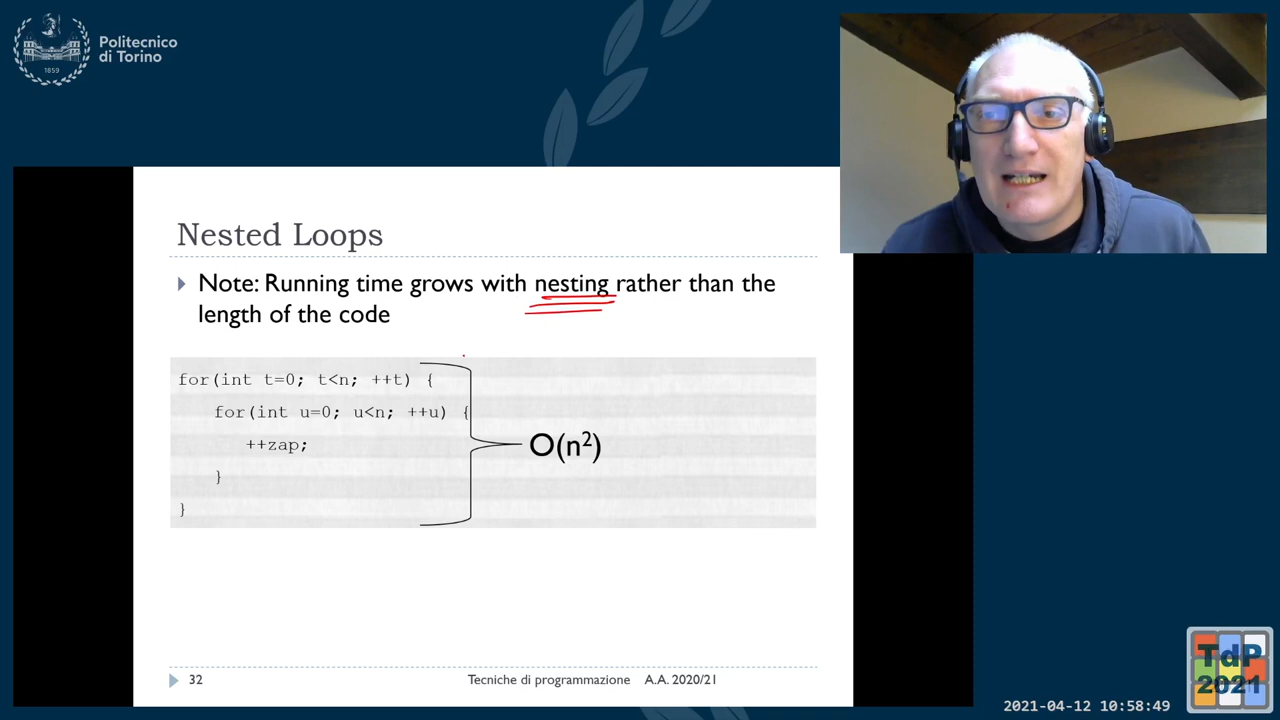 Politecnico
di Torino
1859
Nested Loops
Note: Running time grows with nesting rather than the
length of the code
for(int t=0; t<n; ++t) {
for(int u=0; u<n; ++u) {
++zap;
}
}
O(n²)
32
Tecniche di programmazione A.A. 2020/21
TdP
2021
2021-04-12 10:58:49